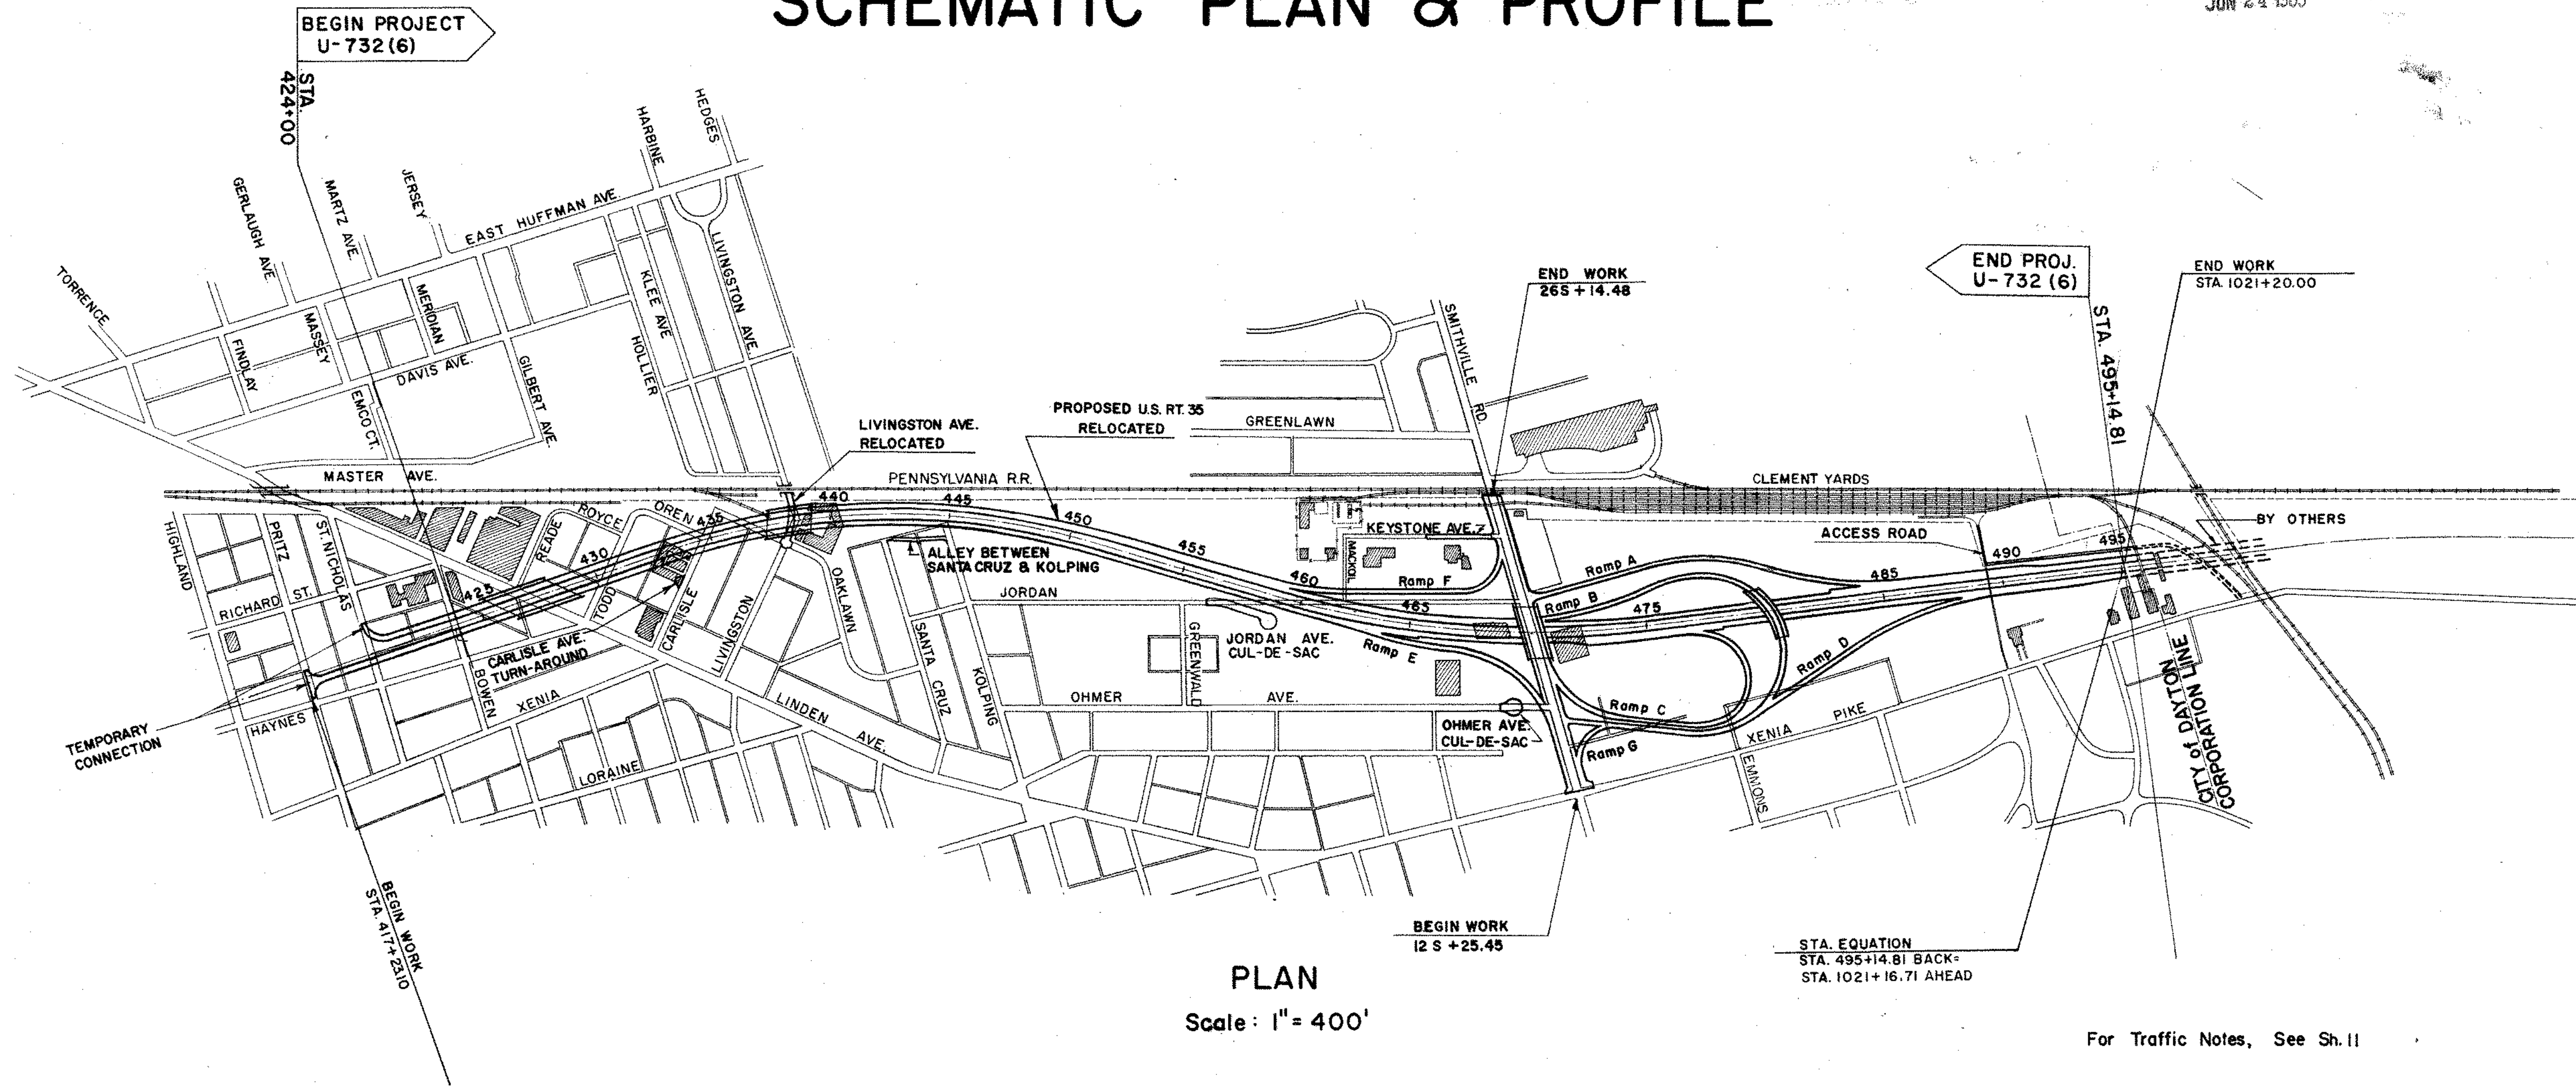 SCHEMATIC PLAN & PROFILE
JUN 24
BEGIN PROJECT
U-732(6)
STA.
424+00
HARBINE
HEDGES
GERLAUGH AVE.
MARTZ AVE.
JERSEY
EAST HUFFMAN AVE.
TORRENCE
FINDLAY
MASSEY
MERIDIAN
DAVIS AVE.
EMCO CT.
GILBERT AVE.
HOLLIER
KLEE AVE
LIVINGSTON AVE.
END WORK
26S+14.48
SMITHVILLE RD.
END PROJ.
U-732 (6)
STA. 495+14.81
END WORK
STA. 1021+20.00
LIVINGSTON AVE.
RELOCATED
PROPOSED U.S. RT. 35
RELOCATED
GREENLAWN
MASTER AVE.
PENNSYLVANIA R.R.
CLEMENT YARDS
HIGHLAND
PRITZ
ST. NICHOLAS
READE
ROYCE
OREN
435
440
445
450
455
460
465
475
485
490
495
425
430
KEYSTONE AVE.
MACKOL
ACCESS ROAD
BY OTHERS
ALLEY BETWEEN
SANTA CRUZ & KOLPING
RICHARD ST.
TODD
CARLISLE
LIVINGSTON
OAKLAWN
SANTA CRUZ
KOLPING
JORDAN
GREENWALD
JORDAN AVE.
CUL-DE-SAC
Ramp F
Ramp A
Ramp B
Ramp E
Ramp D
Ramp C
Ramp G
CARLISLE AVE.
TURN-AROUND
BOWEN
XENIA
HAYNES
LINDEN AVE.
LORAINE
OHMER AVE.
OHMER AVE.
CUL-DE-SAC
XENIA PIKE
EMMONS
CITY of DAYTON
CORPORATION LINE
TEMPORARY
CONNECTION
BEGIN WORK
STA. 417+23.10
BEGIN WORK
12 S +25.45
STA. EQUATION
STA. 495+14.81 BACK=
STA. 1021+16.71 AHEAD
PLAN
Scale: 1"= 400'
For Traffic Notes, See Sh. 11